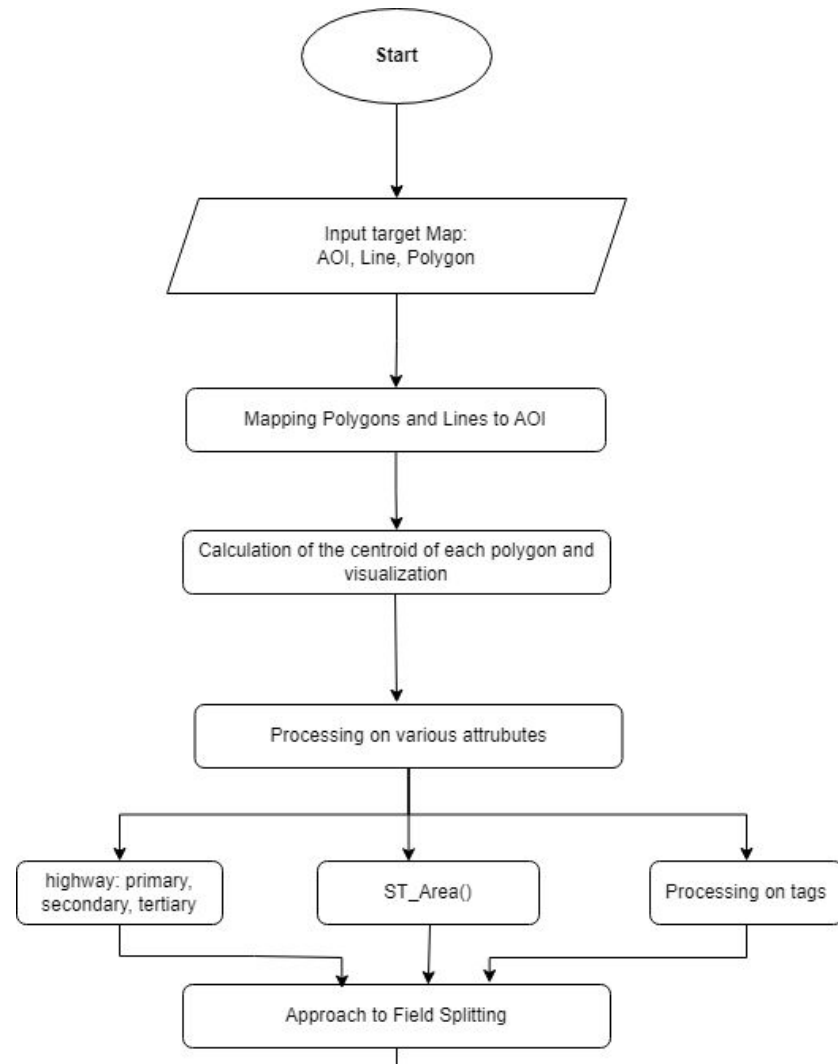 Start
Input target Map:
AOI, Line, Polygon
Mapping Polygons and Lines to AOI
Calculation of the centroid of each polygon and
visualization
Processing on various attrubutes
highway: primary,
secondary, tertiary
ST_Area()
Processing on tags
Approach to Field Splitting